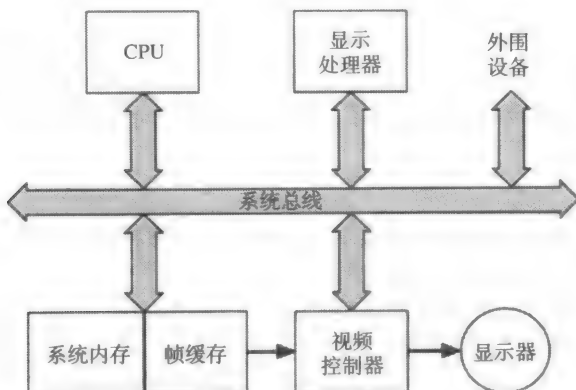 CPU
显示
处理器
外围
设备
系统总线
系统内存
帧缓存
视频
控制器
显示器